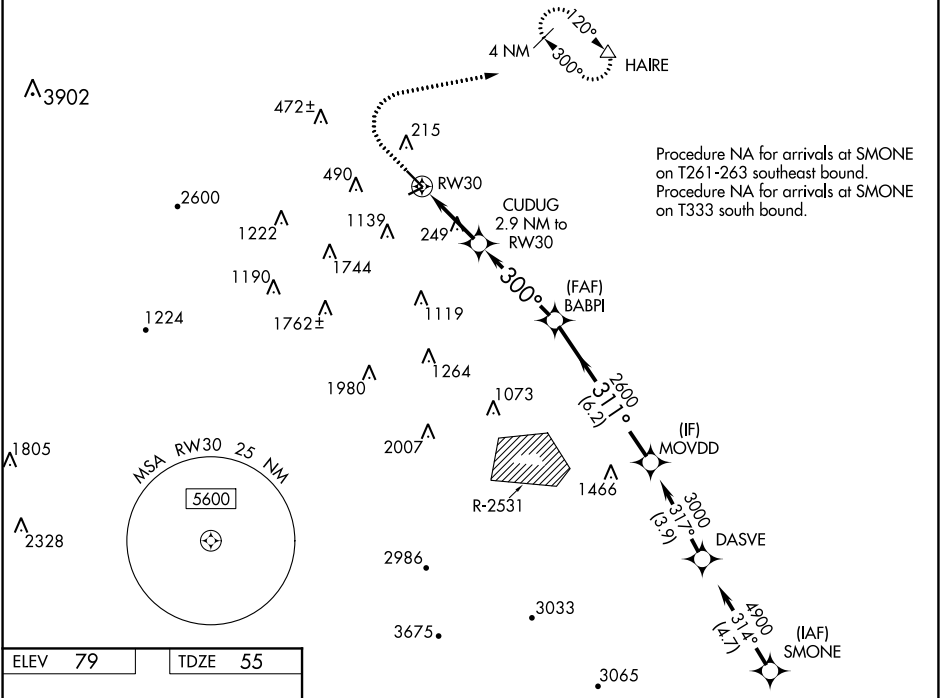 120°
4 NM
300°
HAIRE
3902
472±
215
Procedure NA for arrivals at SMONE
on T261-263 southeast bound.
Procedure NA for arrivals at SMONE
on T333 south bound.
490
RW30
2600
CUDUG
2.9 NM to
RW30
1222
1139
249
1744
1190
300°
(FAF)
BABPI
1762±
1119
1224
1264
2600
311°
(6.2)
1980
1073
(IF)
MOVDD
2007
1805
MSA RW30 25 NM
1466
5600
R-2531
3000
317°
(3.9)
2328
DASVE
2986
3033
4900
314°
(4.7)
(IAF)
SMONE
3675
3065
ELEV 79
TDZE 55